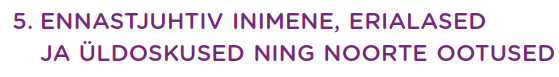 5. ENNASTJUHTIV INIMENE, ERIALASED
JA ÜLDOSKUSED NING NOORTE OOTUSED